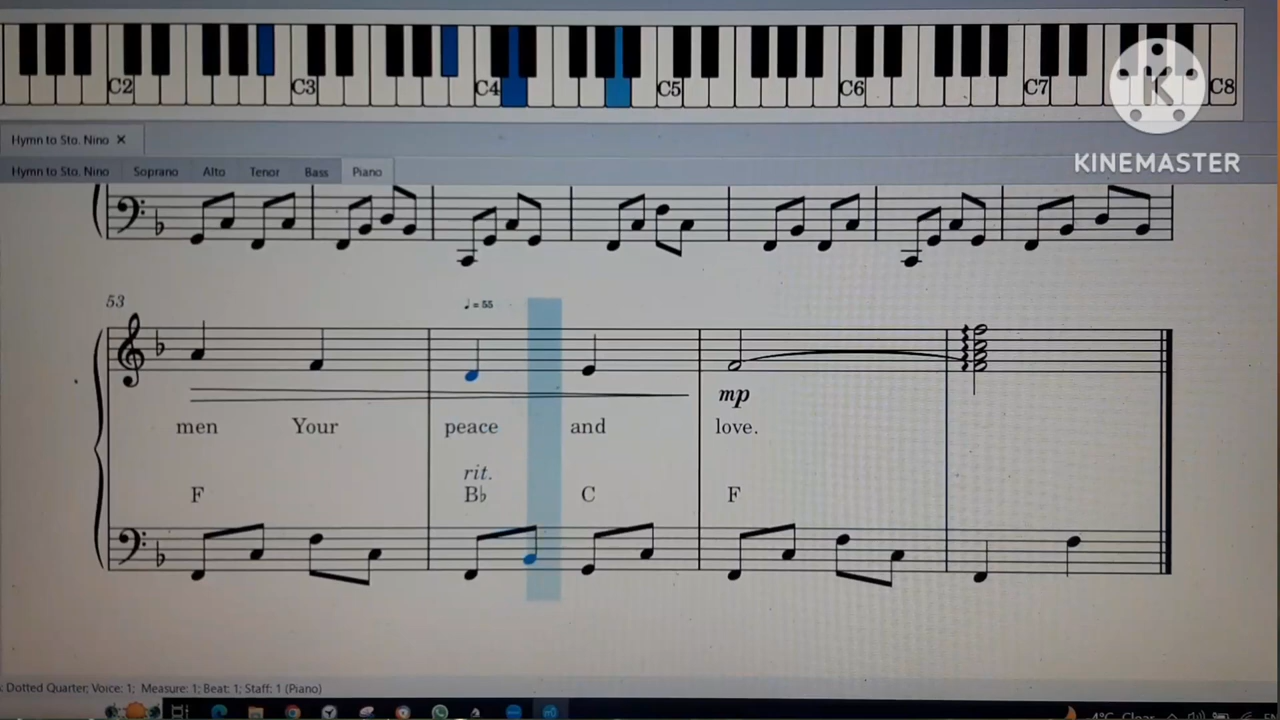 C2 C3 C4 C5 C6 C7 C8
K
KINEMASTER
Hymn to Sto. Nino ✕
Hymn to Sto. Nino Soprano Alto Tenor Bass Piano
53
♩ = 55
mp
men Your peace and love.
rit.
F B♭ C F
Dotted Quarter; Voice: 1; Measure: 1; Beat: 1; Staff: 1 (Piano)
-4°C Clear